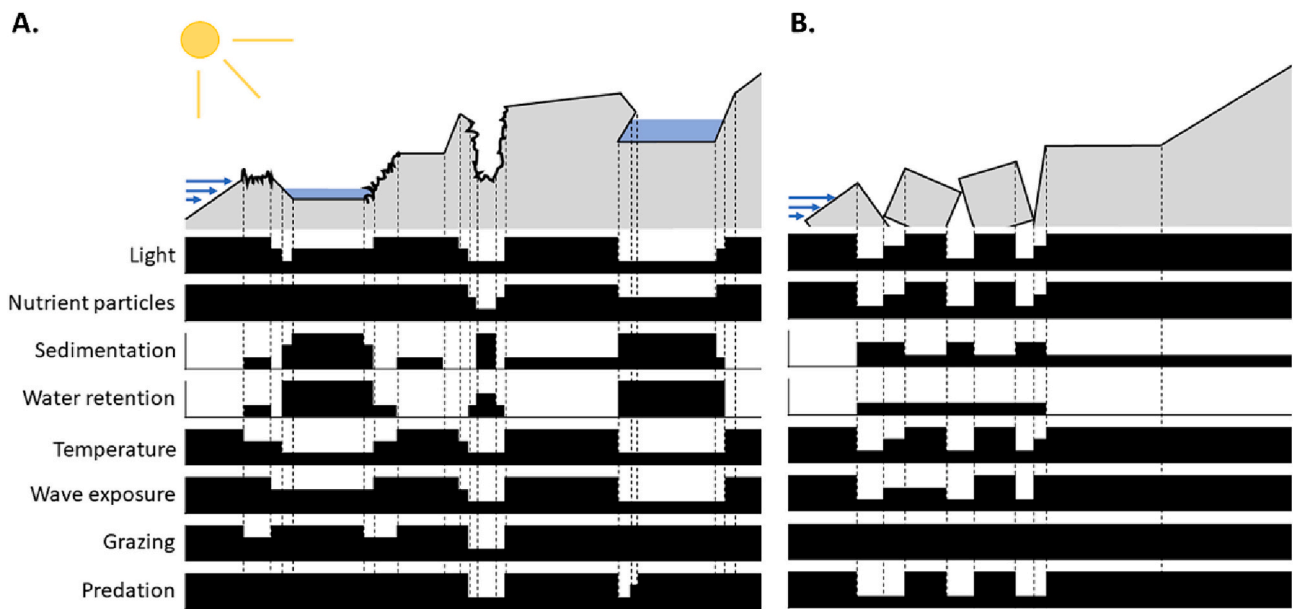 A.
B.
Light
Nutrient particles
Sedimentation
Water retention
Temperature
Wave exposure
Grazing
Predation